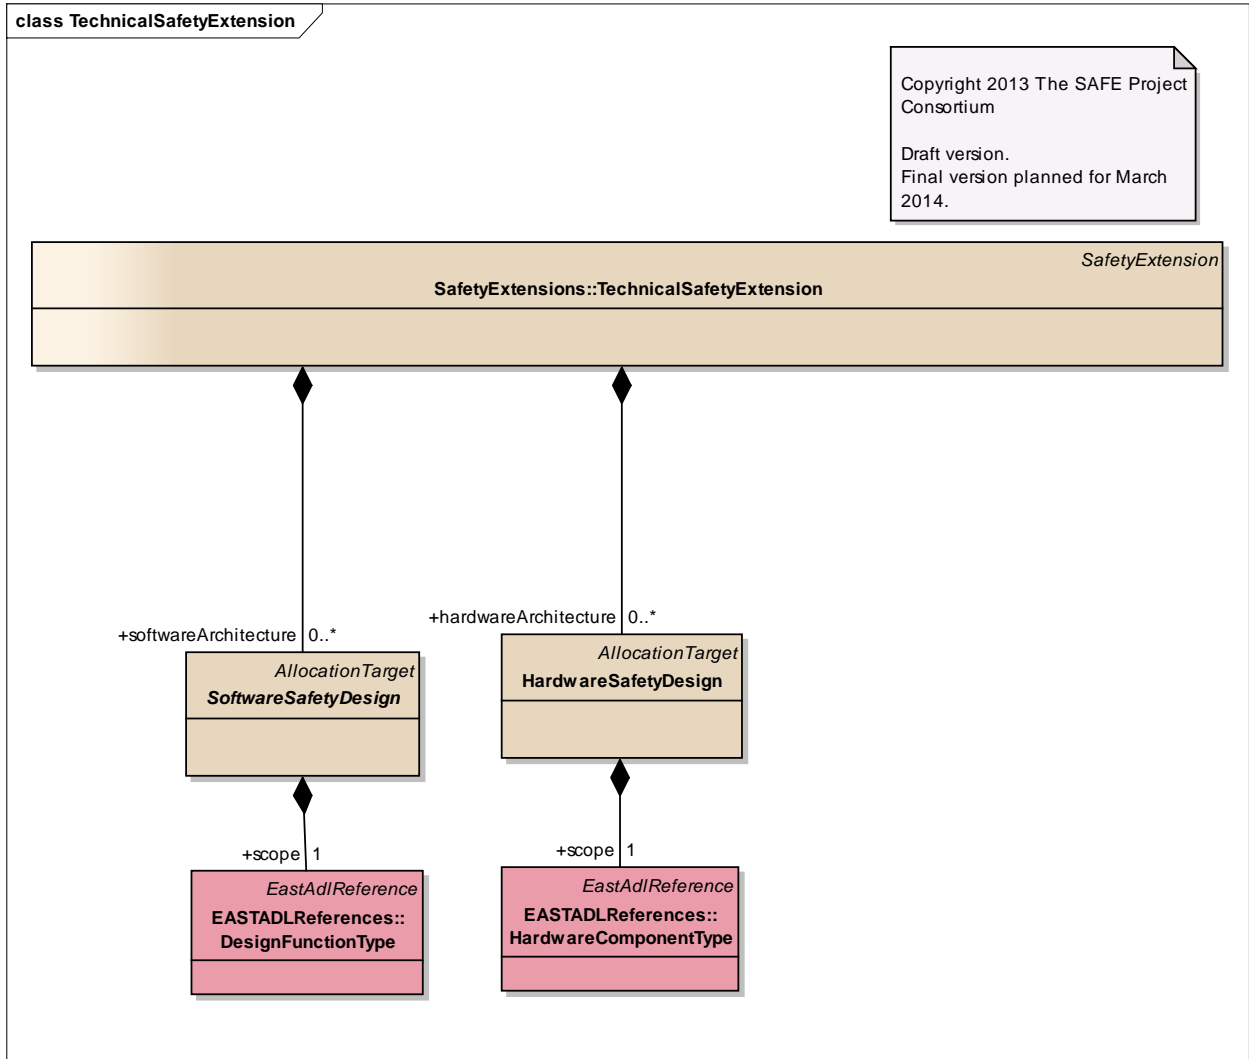 class TechnicalSafetyExtension
Copyright 2013 The SAFE Project
Consortium
Draft version.
Final version planned for March
2014.
SafetyExtension
SafetyExtensions::TechnicalSafetyExtension
+softwareArchitecture 0..*
+hardwareArchitecture 0..*
AllocationTarget
SoftwareSafetyDesign
AllocationTarget
HardwareSafetyDesign
+scope 1
+scope 1
EastAdlReference
EASTADLReferences::
DesignFunctionType
EastAdlReference
EASTADLReferences::
HardwareComponentType